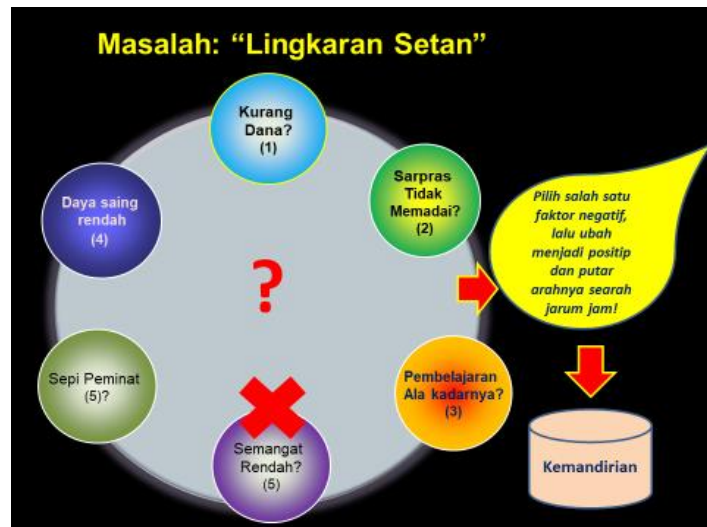 Masalah: “Lingkaran Setan”
Kurang
Dana?
(1)
Sarpras
Tidak
Memadai?
(2)
Pilih salah satu
faktor negatif,
lalu ubah
menjadi positip
dan putar
arahnya searah
jarum jam!
Daya saing
rendah
(4)
?
Sepi Peminat
(5)?
Semangat
Rendah?
(5)
Pembelajaran
Ala kadarnya?
(3)
Kemandirian